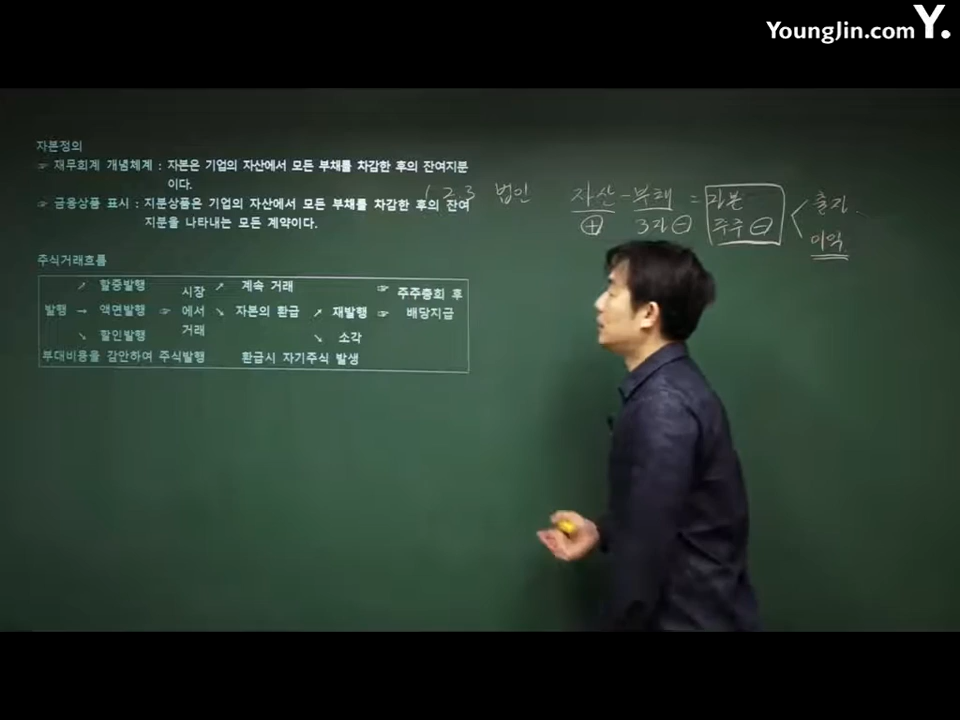 YoungJin.com Y.
자본정의
☞ 재무회계 개념체계 : 자본은 기업의 자산에서 모든 부채를 차감한 후의 잔여지분
이다.
☞ 금융상품 표시 : 지분상품은 기업의 자산에서 모든 부채를 차감한 후의 잔여
지분을 나타내는 모든 계약이다.
1, 2, 3 법인
자산 - 부채 = 자본
⊕ 3자 ⊖ 주주 ⊖
출자
이익
주식거래흐름
↗ 할증발행 시장 ↗ 계속 거래 ☞ 주주총회 후
발행 → 액면발행 ☞ 에서 ↘ 자본의 환급 ↗ 재발행 ☞ 배당지급
↘ 할인발행 거래 ↘ 소각
부대비용을 감안하여 주식발행 환급시 자기주식 발생